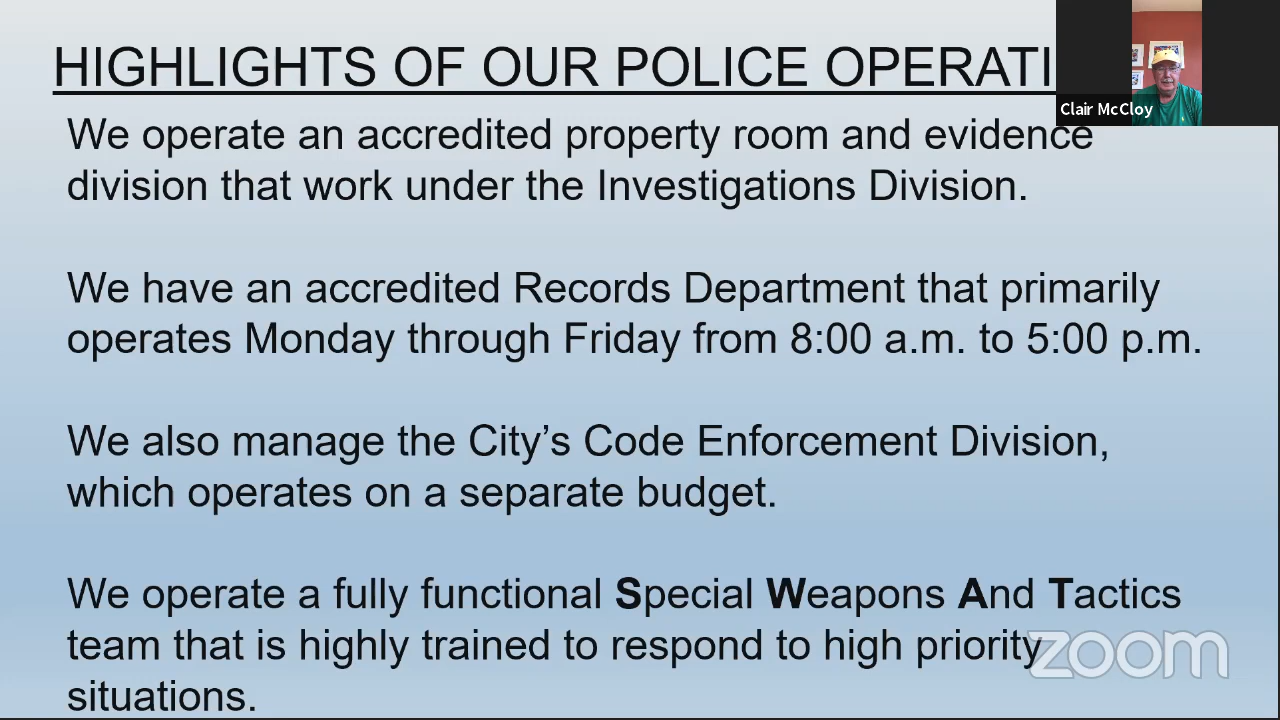 HIGHLIGHTS OF OUR POLICE OPERATI
Clair McCloy
We operate an accredited property room and evidence
division that work under the Investigations Division.
We have an accredited Records Department that primarily
operates Monday through Friday from 8:00 a.m. to 5:00 p.m.
We also manage the City’s Code Enforcement Division,
which operates on a separate budget.
We operate a fully functional Special Weapons And Tactics
team that is highly trained to respond to high priority
situations.
zoom